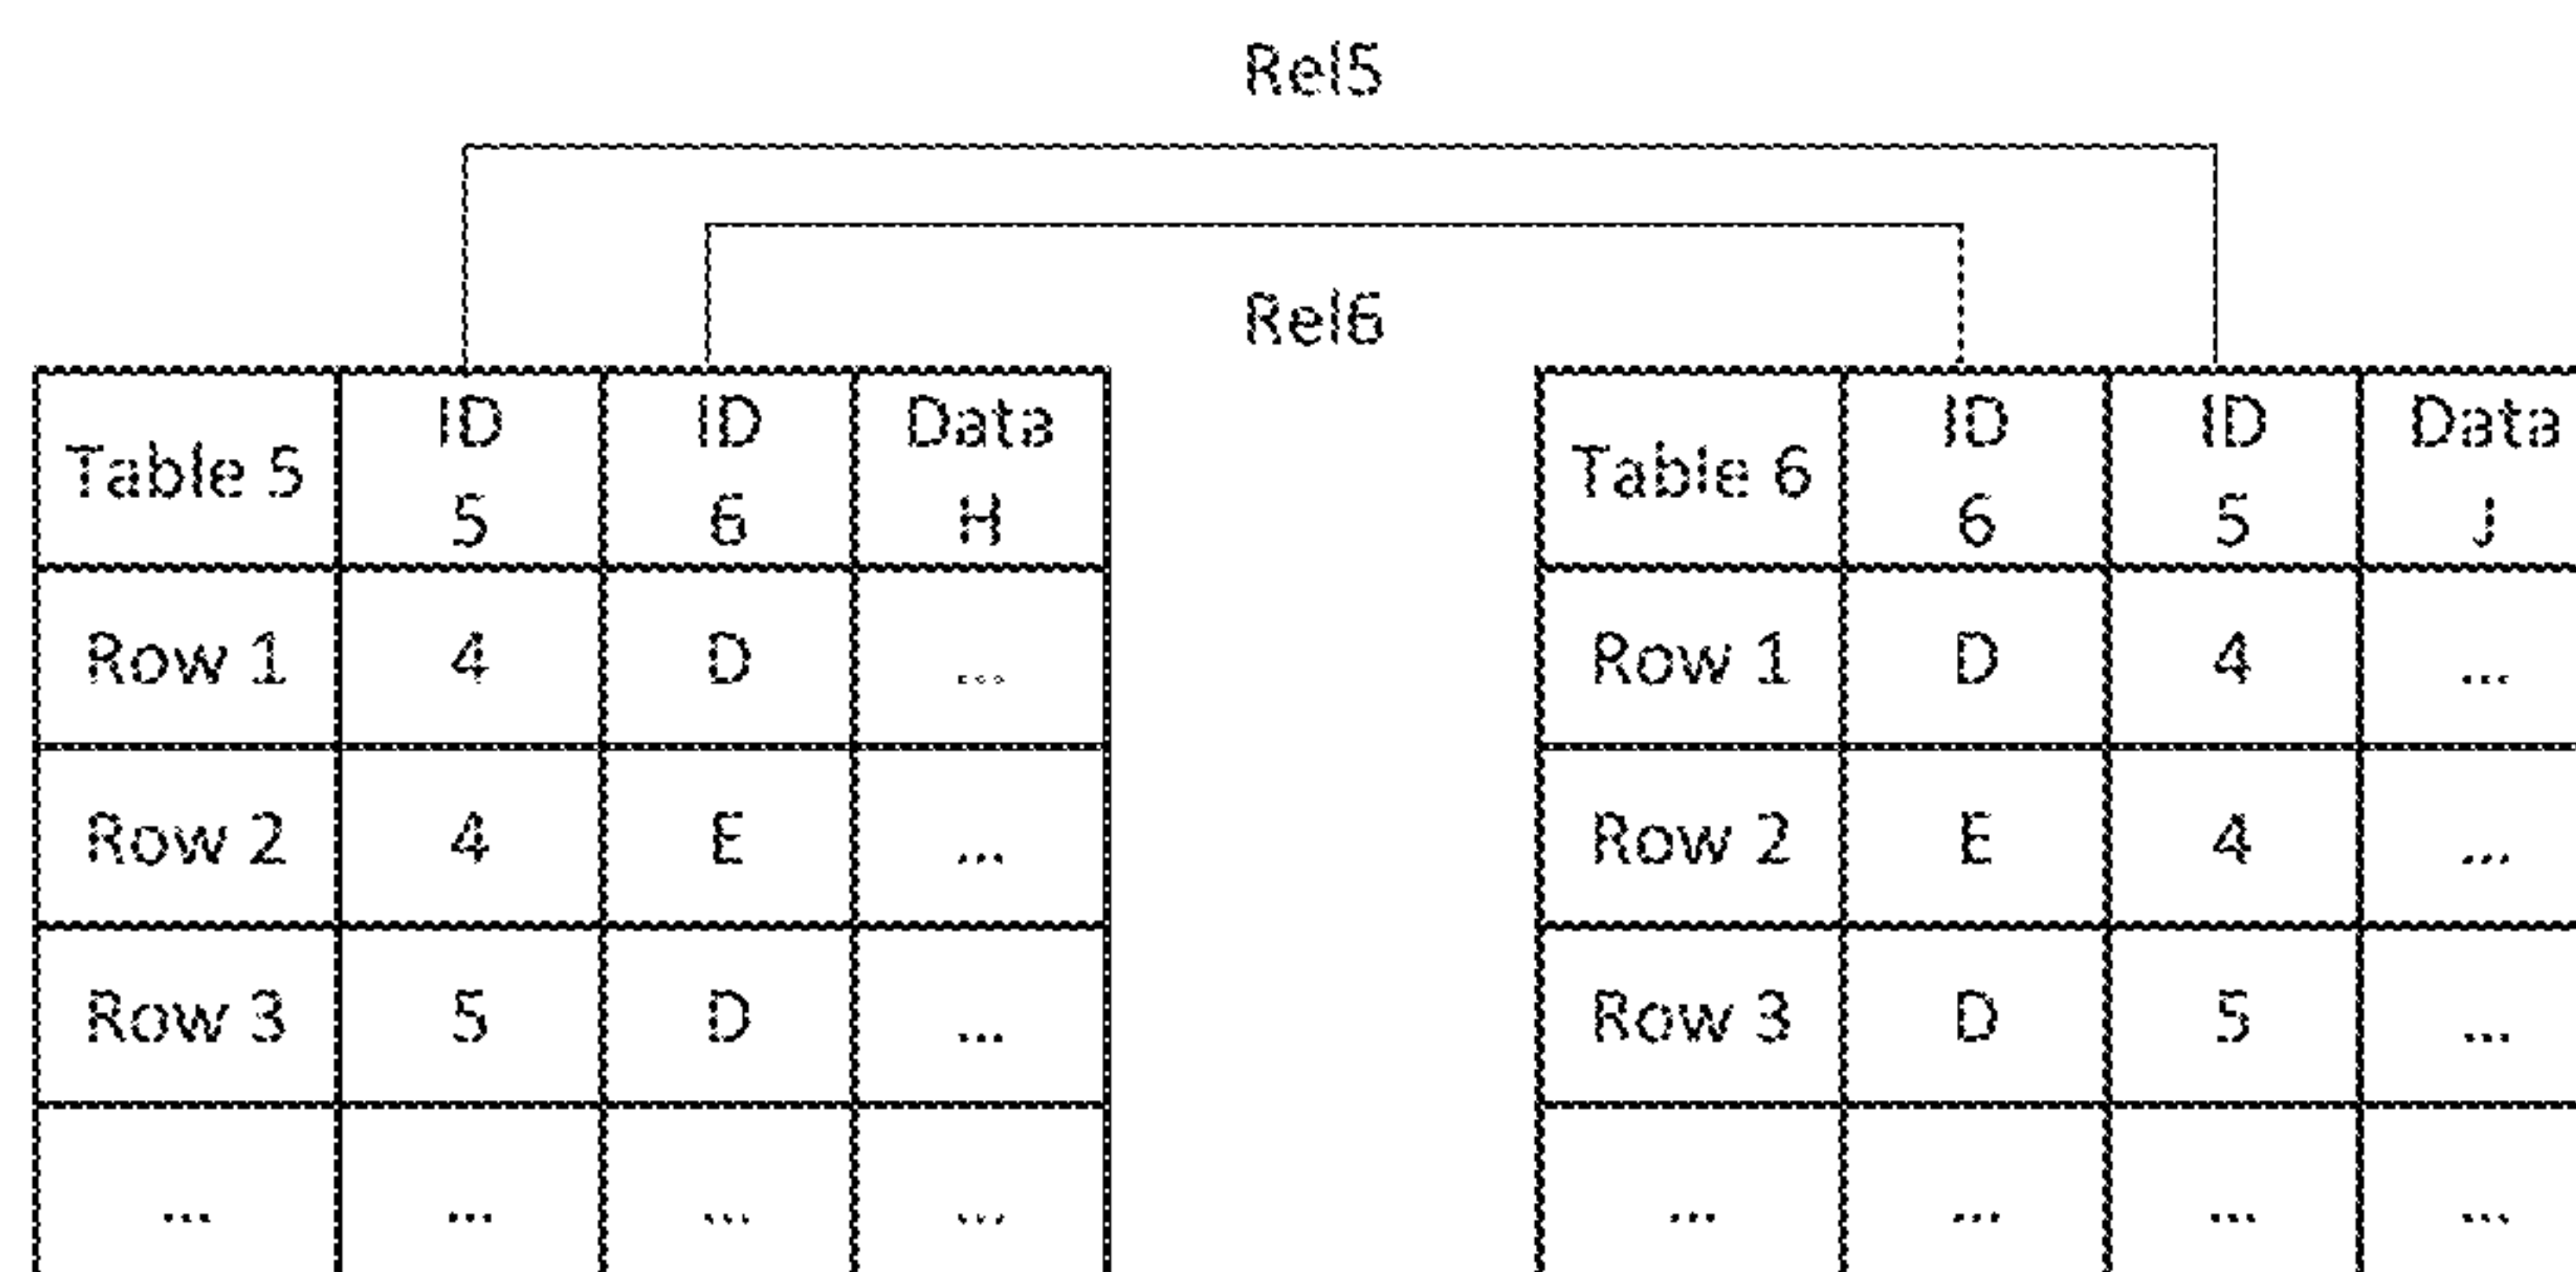 Rel5
Rel6
Table 5 ID 5 ID 6 Data H
Row 1 4 D ...
Row 2 4 E ...
Row 3 5 D ...
... ... ... ...
Table 6 ID 6 ID 5 Data J
Row 1 D 4 ...
Row 2 E 4 ...
Row 3 D 5 ...
... ... ... ...